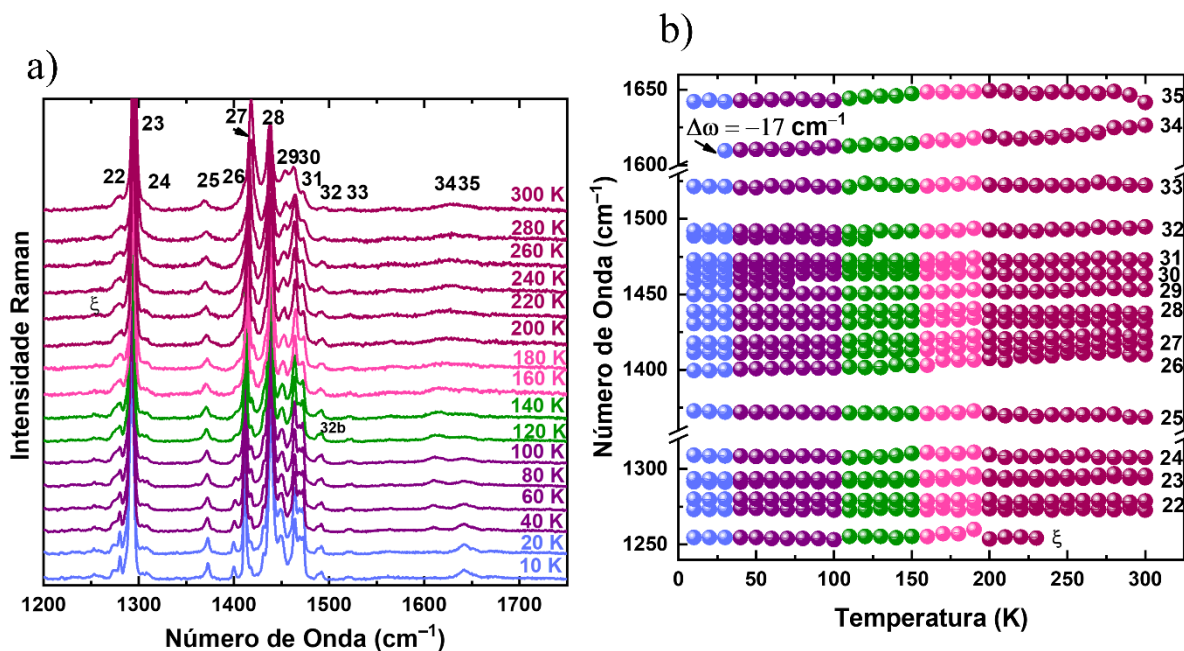 a)
Intensidade Raman
22
23
24
25
26
27
28
29
30
31
32
33
34
35
300 K
280 K
260 K
240 K
220 K
ξ
200 K
180 K
160 K
140 K
32b
120 K
100 K
80 K
60 K
40 K
20 K
10 K
1200 1300 1400 1500 1600 1700
Número de Onda (cm⁻¹)
b)
Número de Onda (cm⁻¹)
1650
1600
1500
1450
1400
1300
1250
Δω = −17 cm⁻¹
35
34
33
32
31
30
29
28
27
26
25
24
23
22
ξ
0 50 100 150 200 250 300
Temperatura (K)